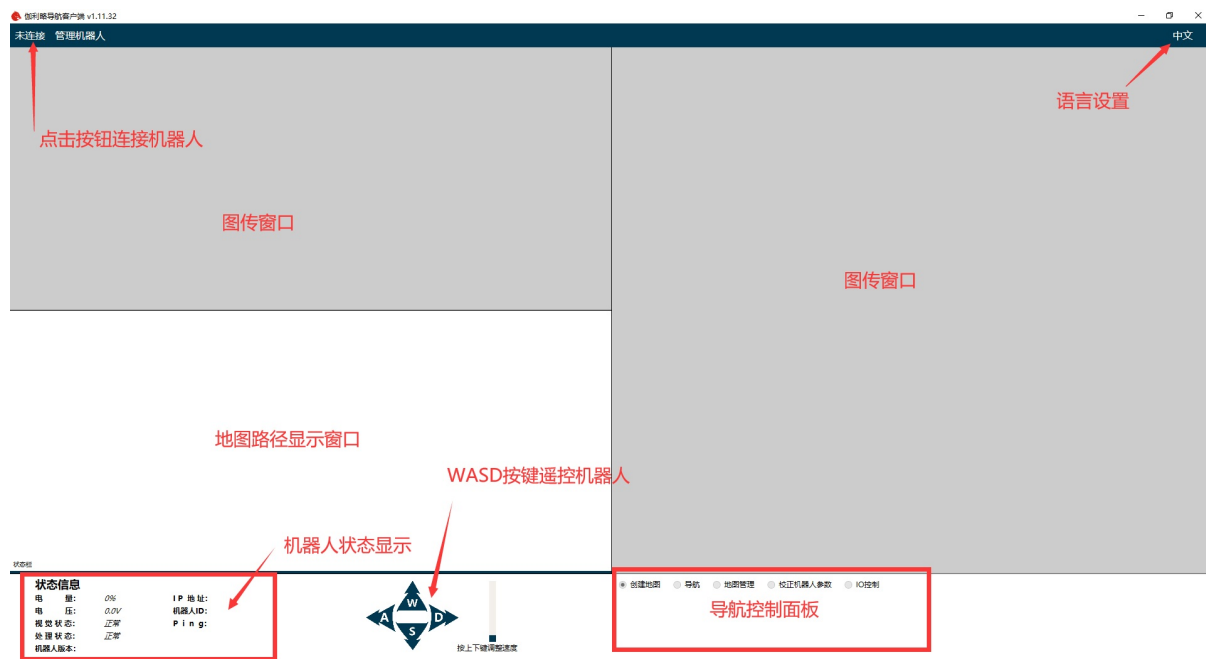 伽利略导航客户端 v1.11.32
未连接 管理机器人 中文
语言设置
点击按钮连接机器人
图传窗口
图传窗口
地图路径显示窗口
WASD按键遥控机器人
机器人状态显示
状态栏
状态信息
电 量: 0% IP 地址:
电 压: 0.0V 机器人ID:
视觉状态: 正常 Ping:
处理状态: 正常
机器人版本:
W
A D
S
按上下键调整速度
创建地图 导航 地图管理 校正机器人参数 IO控制
导航控制面板